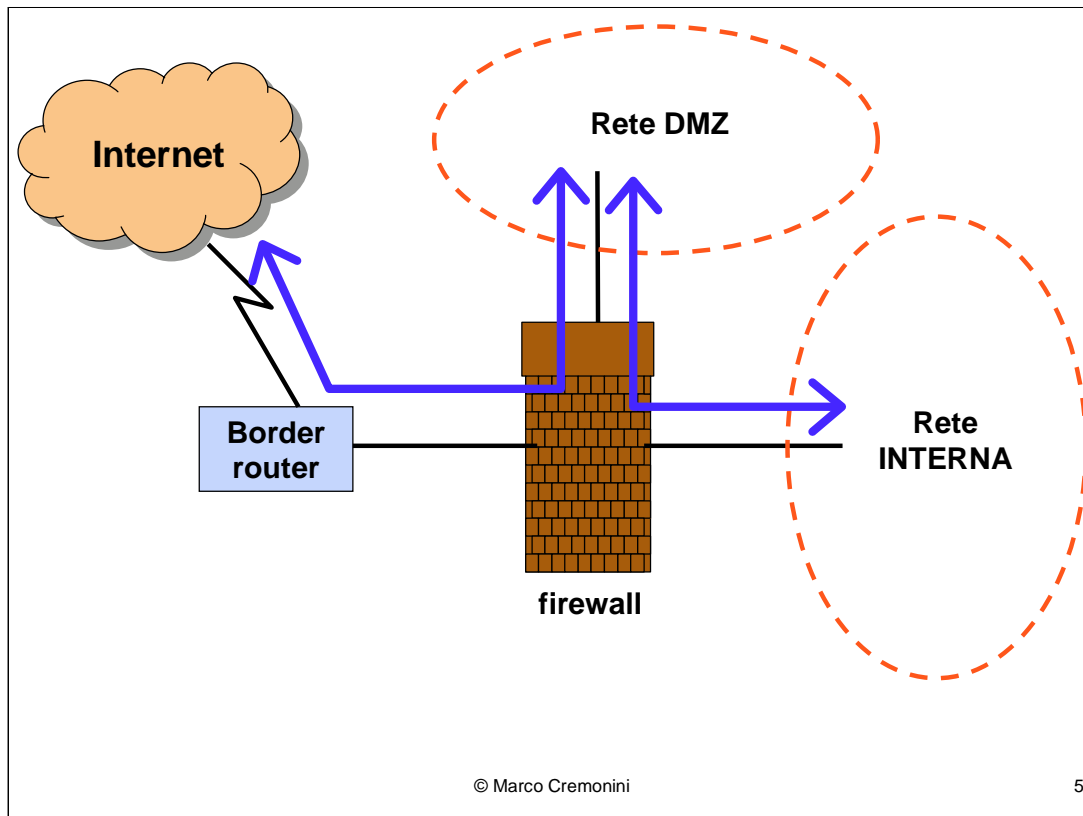 Rete DMZ
Internet
Border
router
Rete
INTERNA
firewall
© Marco Cremonini
5